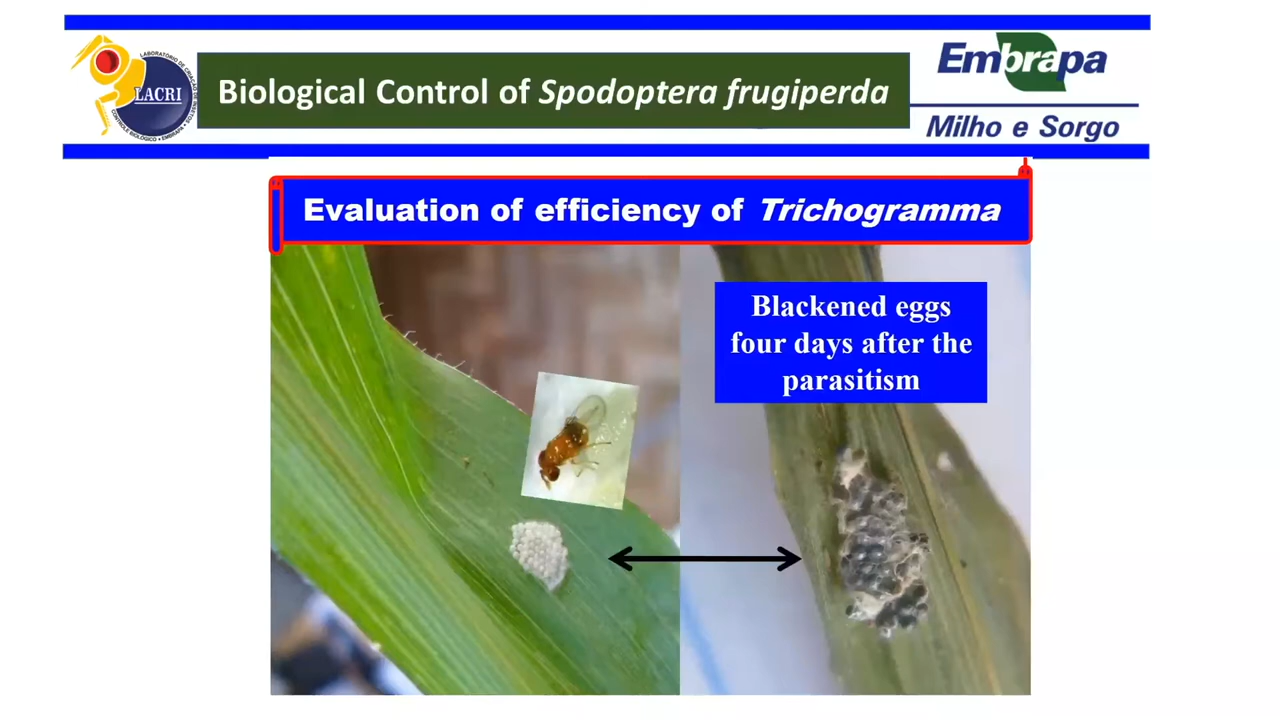 LACRI
Biological Control of Spodoptera frugiperda
Embrapa
Milho e Sorgo
Evaluation of efficiency of Trichogramma
Blackened eggs
four days after the
parasitism